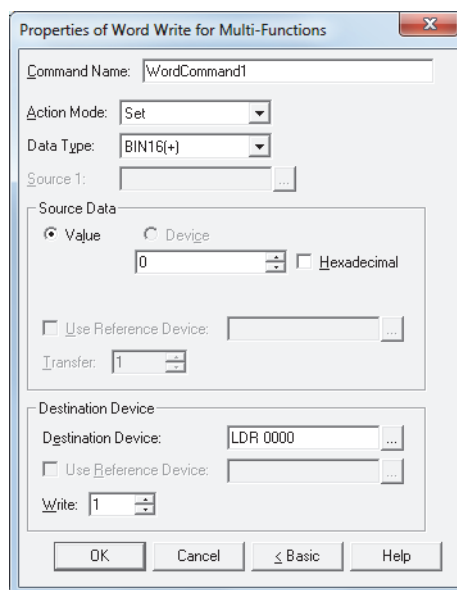 Properties of Word Write for Multi-Functions
Command Name: WordCommand1
Action Mode: Set
Data Type: BIN16(+)
Source 1: ...
Source Data
Value Device
0 Hexadecimal
Use Reference Device: ...
Transfer: 1
Destination Device
Destination Device: LDR 0000 ...
Use Reference Device: ...
Write: 1
OK Cancel < Basic Help